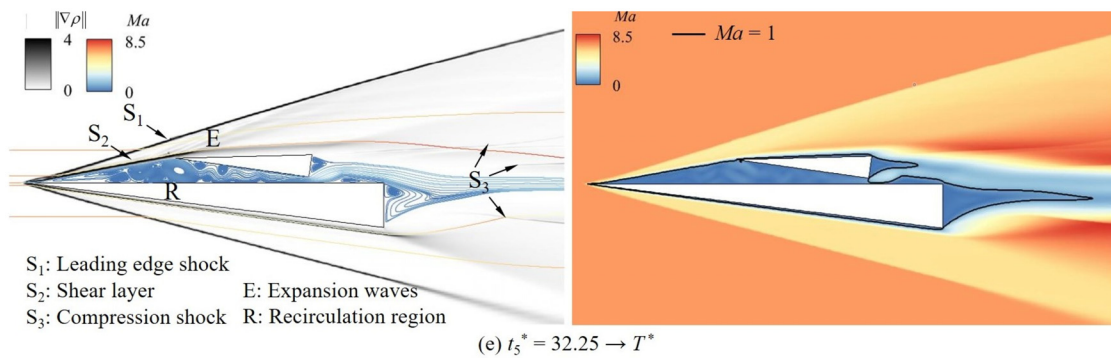 ‖∇ρ‖ Ma
4 8.5
0 0
S₁
S₂ E
R
S₃
S₁: Leading edge shock
S₂: Shear layer E: Expansion waves
S₃: Compression shock R: Recirculation region
Ma
8.5
0
Ma = 1
(e) t₅* = 32.25 → T*